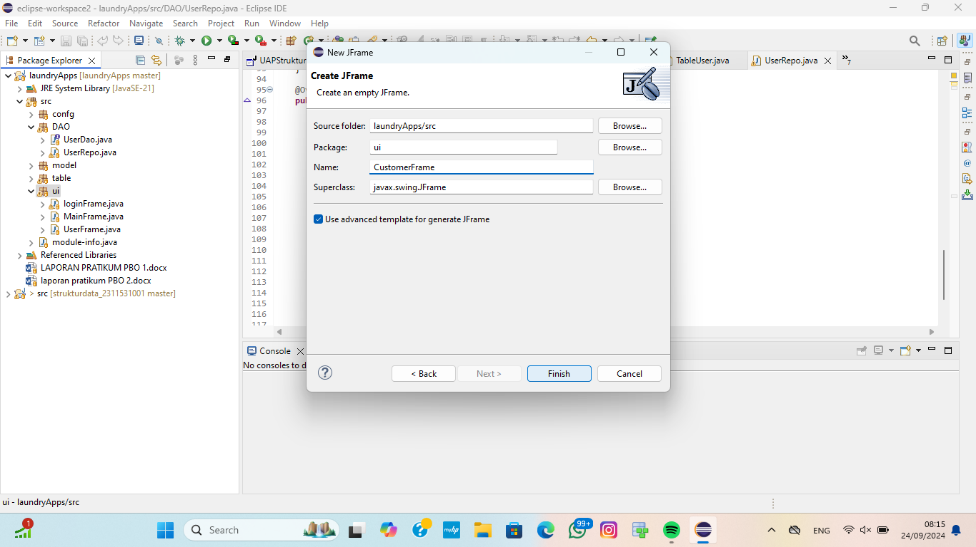 eclipse-workspace2 - laundryApps/src/DAO/UserRepo.java - Eclipse IDE
File Edit Source Refactor Navigate Search Project Run Window Help
Package Explorer
laundryApps [laundryApps master]
JRE System Library [JavaSE-21]
src
confg
DAO
UserDao.java
UserRepo.java
model
table
ui
loginFrame.java
MainFrame.java
UserFrame.java
module-info.java
Referenced Libraries
LAPORAN PRATIKUM PBO 1.docx
laporan pratikum PBO 2.docx
> src [strukturdata_2311531001 master]
UAPStruktur
TableUser.java
UserRepo.java
»7
94
95
96
97
98
99
100
101
102
103
104
105
106
107
108
109
110
111
112
113
114
115
116
117
New JFrame
Create JFrame
Create an empty JFrame.
Source folder: laundryApps/src Browse...
Package: ui Browse...
Name: CustomerFrame
Superclass: javax.swing.JFrame Browse...
Use advanced template for generate JFrame
< Back Next > Finish Cancel
Console
No consoles to d
ui - laundryApps/src
1
Search
99+
ENG
08:15
24/09/2024